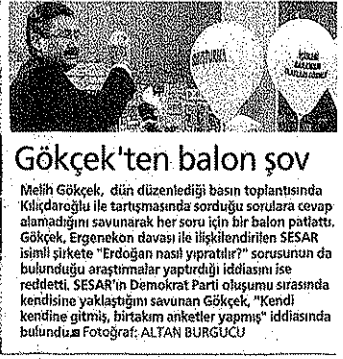 Gökçek'ten balon şov
Melih Gökçek, dün düzenlediği basın toplantısında
Kılıçdaroğlu ile tartışmasında sorduğu sorulara cevap
alamadığını savunarak her soru için bir balon patlattı.
Gökçek, Ergenekon davası ile ilişkilendirilen SESAR
isimli şirkete "Erdoğan nasıl yıpratılır?" sorusunun da
bulunduğu araştırmalar yaptırdığı iddiasını ise
reddetti. SESAR'ın Demokrat Parti oluşumu sırasında
kendisine yaklaştığını savunan Gökçek, "Kendi
kendine gitmiş, birtakım anketler yapmış" iddiasında
bulundu.■ Fotoğraf: ALTAN BURGUCU